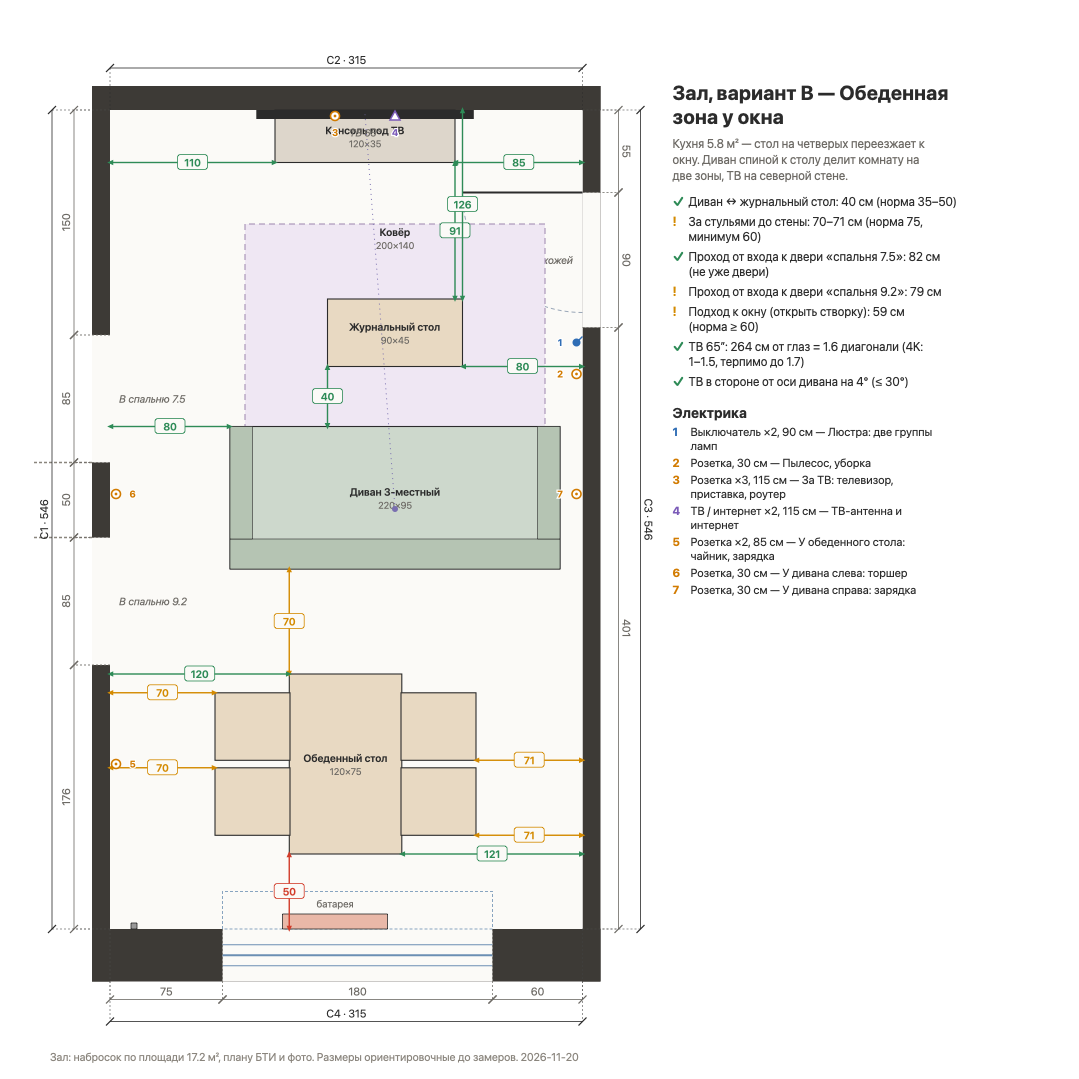 C2 · 315
Зал, вариант B — Обеденная
зона у окна
Кухня 5.8 м² — стол на четверых переезжает к
окну. Диван спиной к столу делит комнату на
две зоны, ТВ на северной стене.
Диван ↔ журнальный стол: 40 см (норма 35–50)
! За стульями до стены: 70–71 см (норма 75,
минимум 60)
Проход от входа к двери «спальня 7.5»: 82 см
(не уже двери)
! Проход от входа к двери «спальня 9.2»: 79 см
! Подход к окну (открыть створку): 59 см
(норма ≥ 60)
ТВ 65″: 264 см от глаз = 1.6 диагонали (4K:
1–1.5, терпимо до 1.7)
ТВ в стороне от оси дивана на 4° (≤ 30°)
Электрика
1 Выключатель ×2, 90 см — Люстра: две группы
ламп
2 Розетка, 30 см — Пылесос, уборка
3 Розетка ×3, 115 см — За ТВ: телевизор,
приставка, роутер
4 ТВ / интернет ×2, 115 см — ТВ-антенна и
интернет
5 Розетка ×2, 85 см — У обеденного стола:
чайник, зарядка
6 Розетка, 30 см — У дивана слева: торшер
7 Розетка, 30 см — У дивана справа: зарядка
Консоль под ТВ
3
4
120×35
110
85
55
126
91
150
Ковёр
200×140
ожей
90
Журнальный стол
90×45
1
2
80
40
В спальню 7.5
85
80
Диван 3-местный
220×95
6
7
50
C1 · 546
C3 · 546
В спальню 9.2
85
70
401
120
70
Обеденный стол
120×75
5
70
71
176
71
121
50
батарея
75
180
60
C4 · 315
Зал: набросок по площади 17.2 м², плану БТИ и фото. Размеры ориентировочные до замеров. 2026-11-20